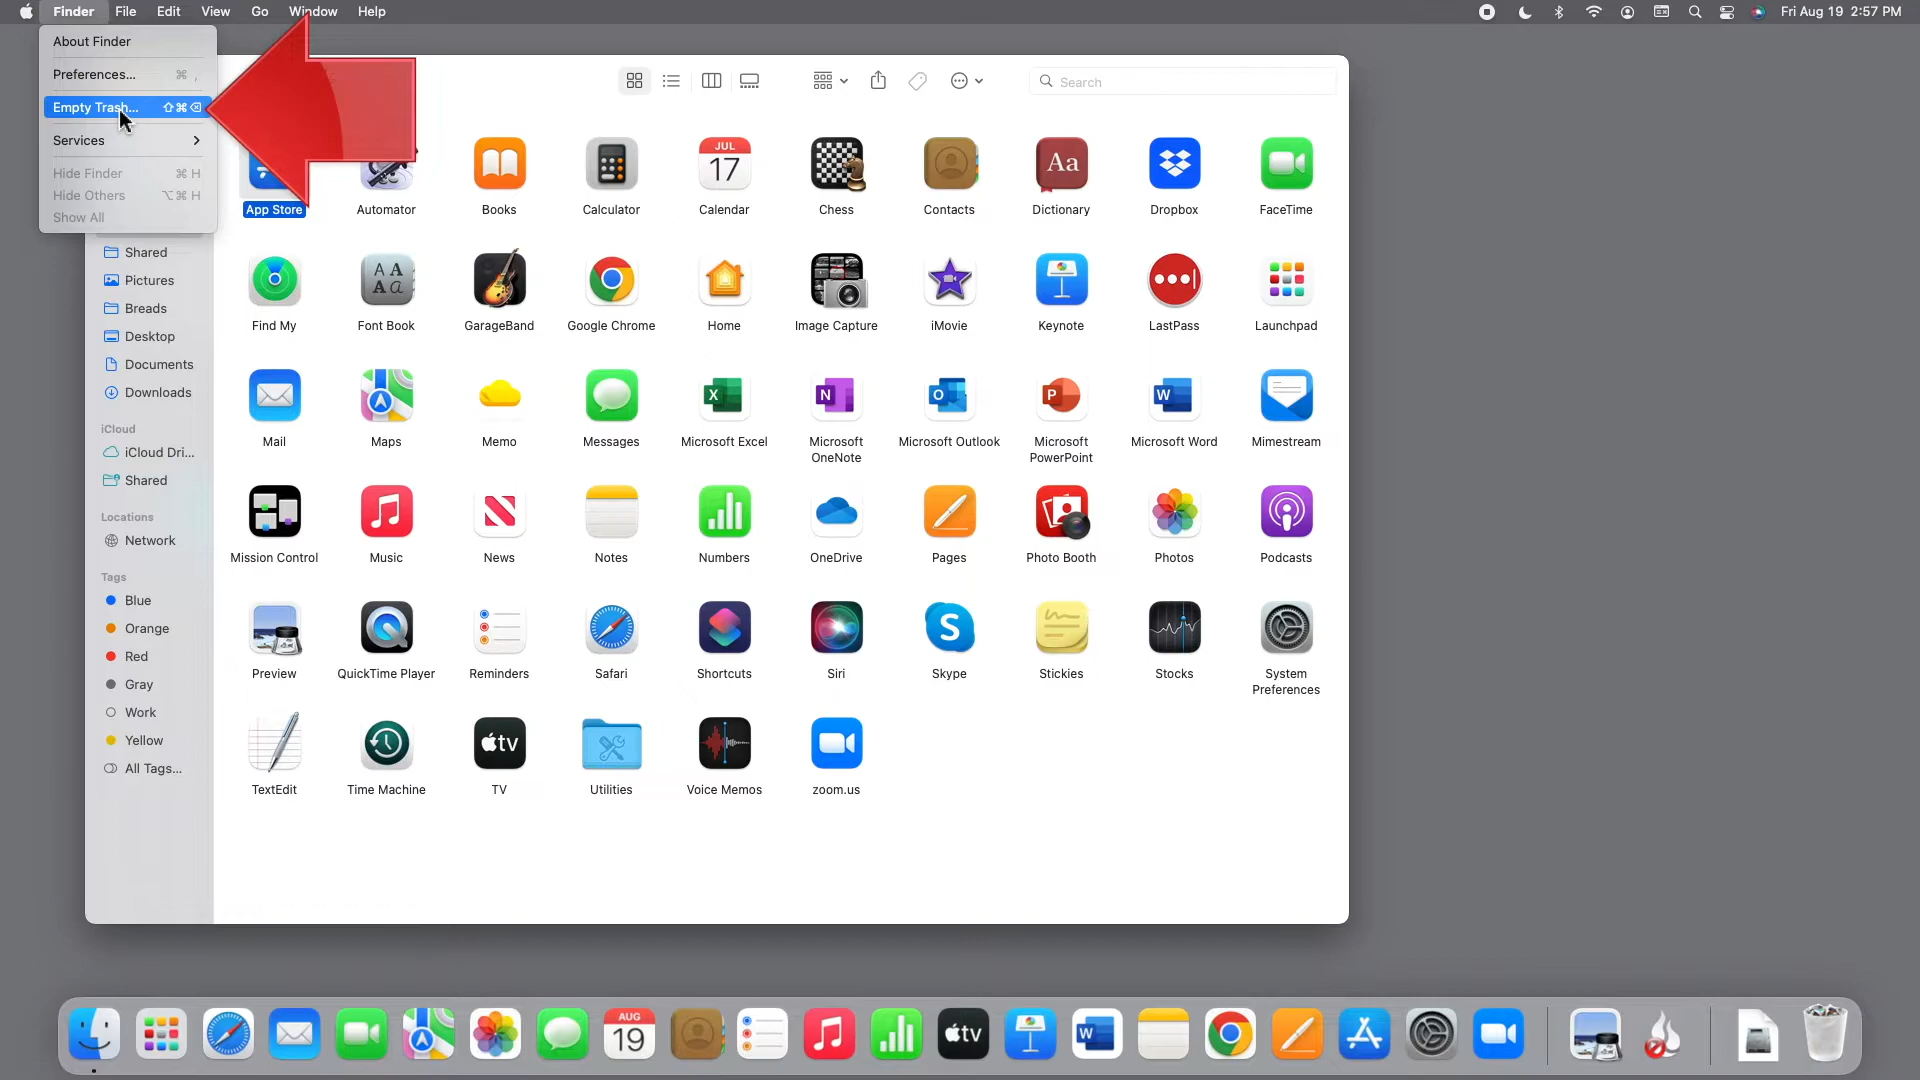 Finder File Edit View Go Window Help
Fri Aug 19 2:57 PM
About Finder
Preferences... ⌘ ,
Empty Trash... ⇧⌘⌫
Services
Hide Finder ⌘ H
Hide Others ⌥⌘ H
Show All
Search
JUL
17
Aa
App Store Automator Books Calculator Calendar Chess Contacts Dictionary Dropbox FaceTime
Shared
Pictures
Breads
Desktop
Documents
Downloads
iCloud
iCloud Dri...
Shared
Locations
Network
Tags
Blue
Orange
Red
Gray
Work
Yellow
All Tags...
A A
A a
Find My Font Book GarageBand Google Chrome Home Image Capture iMovie Keynote LastPass Launchpad
X N O P W
Mail Maps Memo Messages Microsoft Excel Microsoft OneNote Microsoft Outlook Microsoft PowerPoint Microsoft Word Mimestream
Mission Control Music News Notes Numbers OneDrive Pages Photo Booth Photos Podcasts
S
Preview QuickTime Player Reminders Safari Shortcuts Siri Skype Stickies Stocks System Preferences
tv
TextEdit Time Machine TV Utilities Voice Memos zoom.us
AUG
19
tv
W